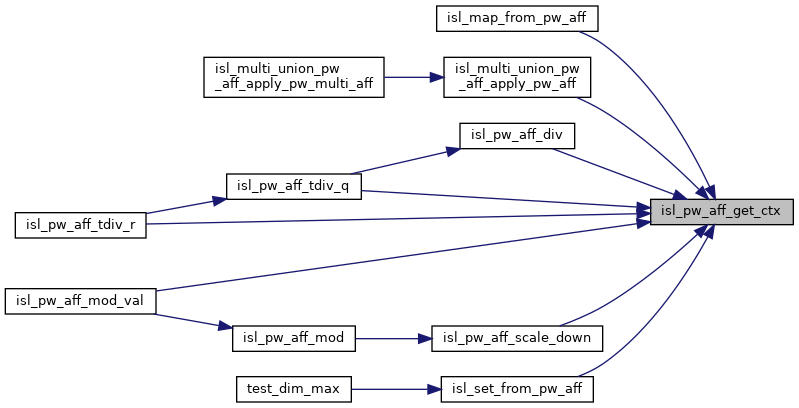 isl_map_from_pw_aff
isl_multi_union_pw
_aff_apply_pw_multi_aff
isl_multi_union_pw
_aff_apply_pw_aff
isl_pw_aff_div
isl_pw_aff_tdiv_q
isl_pw_aff_get_ctx
isl_pw_aff_tdiv_r
isl_pw_aff_mod_val
isl_pw_aff_mod
isl_pw_aff_scale_down
test_dim_max
isl_set_from_pw_aff